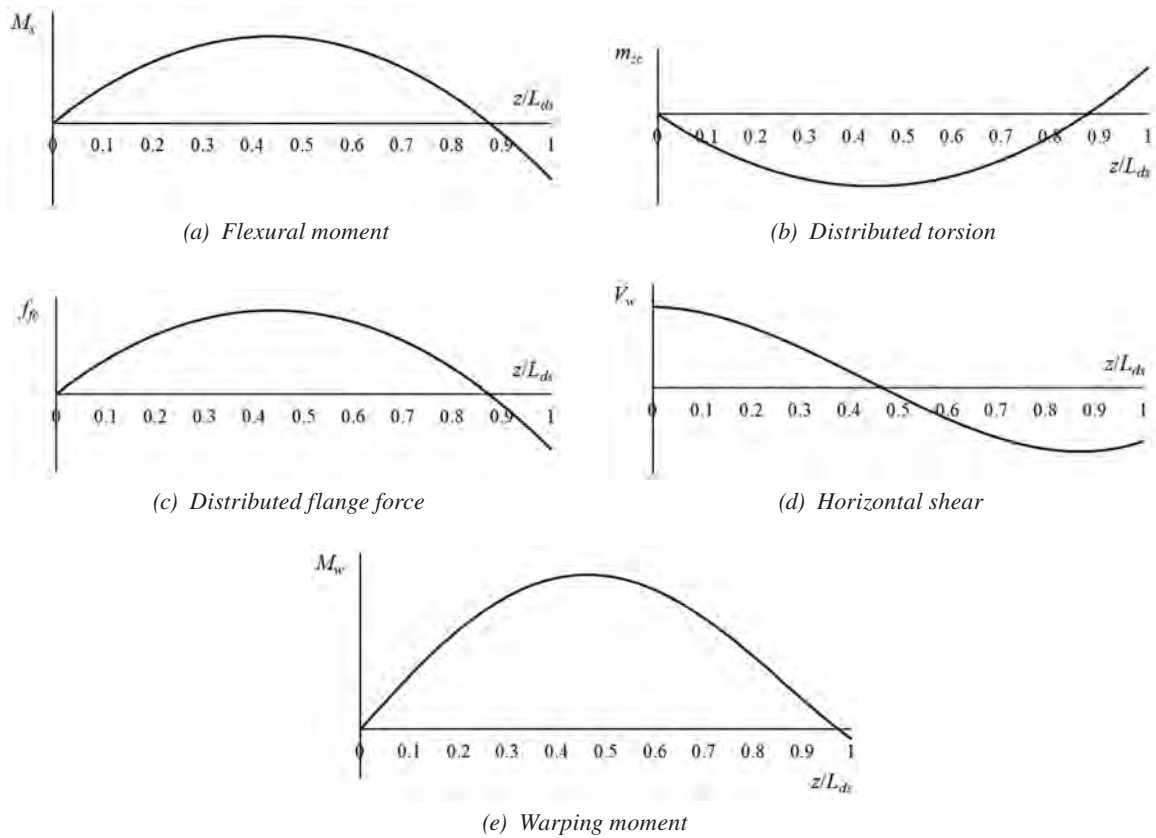 M_s
z/L_ds
0 0.1 0.2 0.3 0.4 0.5 0.6 0.7 0.8 0.9 1
(a) Flexural moment
m_zc
0 0.1 0.2 0.3 0.4 0.5 0.6 0.7 0.8 0.9 1
z/L_ds
(b) Distributed torsion
z/L_ds
0 0.1 0.2 0.3 0.4 0.5 0.6 0.7 0.8 0.9 1
(c) Distributed flange force
V_w
z/L_ds
0 0.1 0.2 0.3 0.4 0.5 0.6 0.7 0.8 0.9 1
(d) Horizontal shear
M_w
0 0.1 0.2 0.3 0.4 0.5 0.6 0.7 0.8 0.9 1
z/L_ds
(e) Warping moment